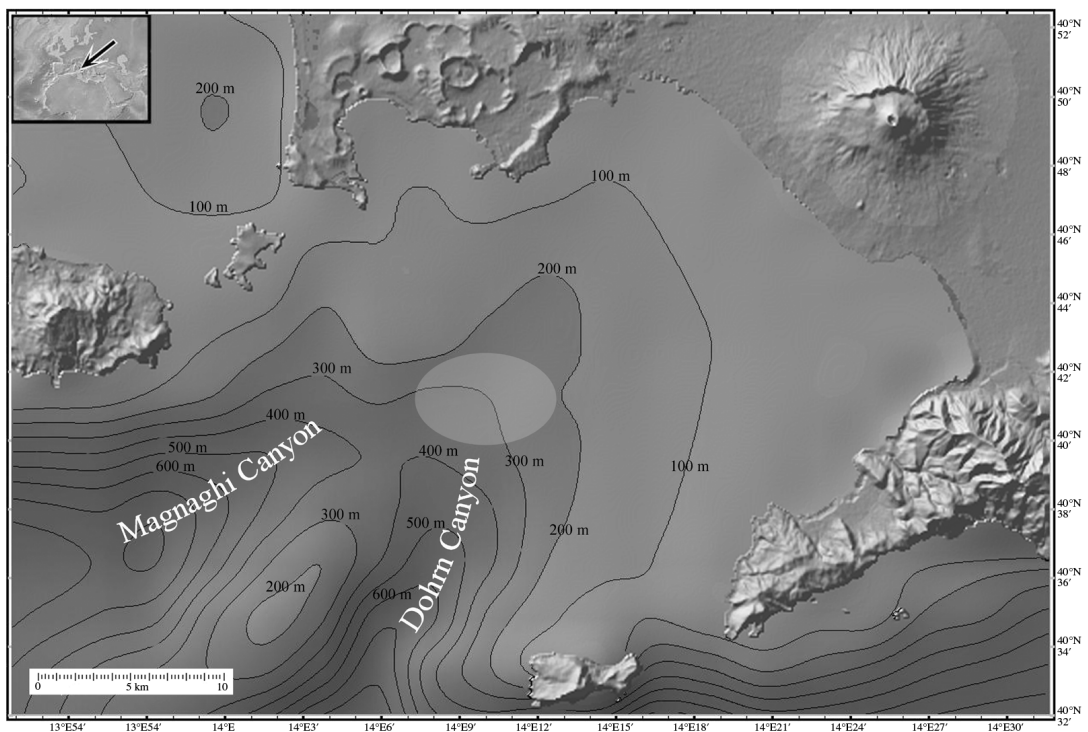 40°N
52'
200 m
40°N
50'
40°N
48'
100 m
100 m
40°N
46'
200 m
40°N
44'
300 m
40°N
42'
400 m
500 m
400 m
300 m
100 m
40°N
40'
600 m
Magnaghi Canyon
300 m
500 m
Dohrn Canyon
200 m
40°N
38'
200 m
600 m
40°N
36'
40°N
34'
0
5 km
10
40°N
32'
13°E54'
13°E54'
14°E
14°E3'
14°E6'
14°E9'
14°E12'
14°E15'
14°E18'
14°E21'
14°E24'
14°E27'
14°E30'